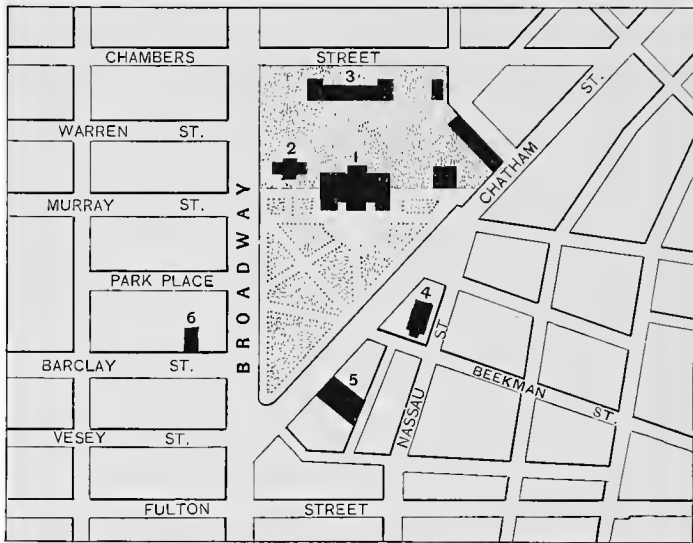 CHAMBERS STREET
3
WARREN ST.
2
1
CHATHAM ST.
MURRAY ST.
BROADWAY
PARK PLACE
4
6
NASSAU ST.
BARCLAY ST.
5
BEEKMAN ST.
VESEY ST.
FULTON STREET